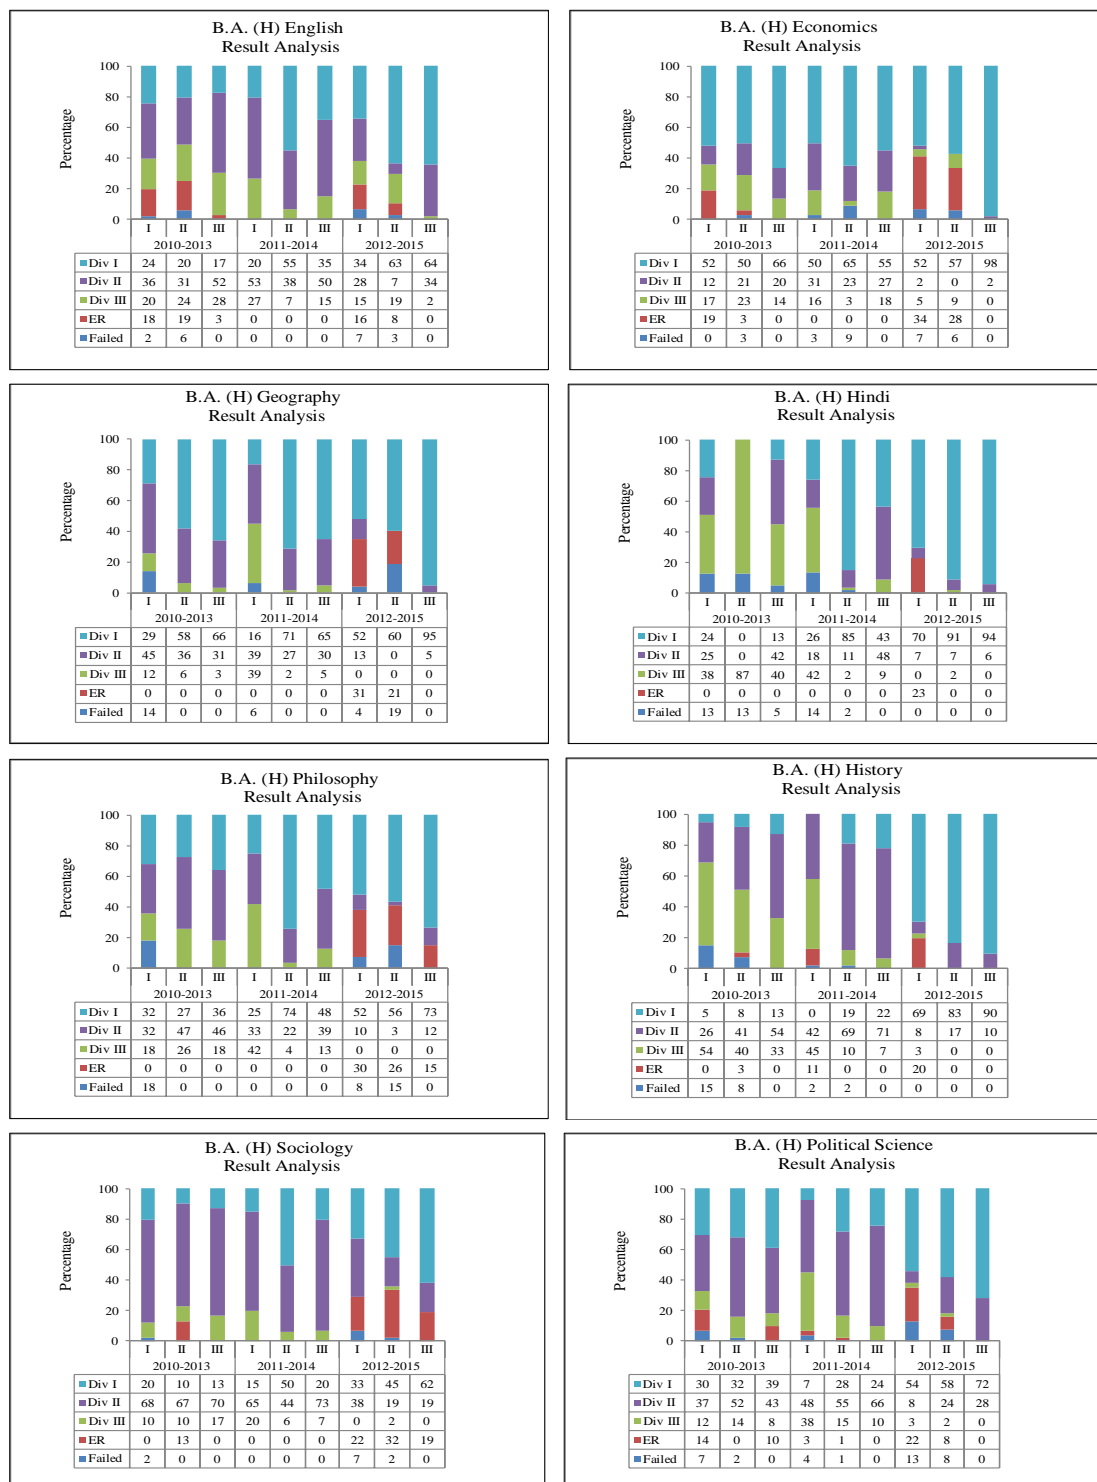 B.A. (H) English
Result Analysis
Percentage
100
80
60
40
20
0
I II III I II III I II III
2010-2013 2011-2014 2012-2015
Div I 24 20 17 20 55 35 34 63 64
Div II 36 31 52 53 38 50 28 7 34
Div III 20 24 28 27 7 15 15 19 2
ER 18 19 3 0 0 0 16 8 0
Failed 2 6 0 0 0 0 7 3 0
B.A. (H) Economics
Result Analysis
Percentage
100
80
60
40
20
0
I II III I II III I II III
2010-2013 2011-2014 2012-2015
Div I 52 50 66 50 65 55 52 57 98
Div II 12 21 20 31 23 27 2 0 2
Div III 17 23 14 16 3 18 5 9 0
ER 19 3 0 0 0 0 34 28 0
Failed 0 3 0 3 9 0 7 6 0
B.A. (H) Geography
Result Analysis
Percentage
100
80
60
40
20
0
I II III I II III I II III
2010-2013 2011-2014 2012-2015
Div I 29 58 66 16 71 65 52 60 95
Div II 45 36 31 39 27 30 13 0 5
Div III 12 6 3 39 2 5 0 0 0
ER 0 0 0 0 0 0 31 21 0
Failed 14 0 0 6 0 0 4 19 0
B.A. (H) Hindi
Result Analysis
Percentage
100
80
60
40
20
0
I II III I II III I II III
2010-2013 2011-2014 2012-2015
Div I 24 0 13 26 85 43 70 91 94
Div II 25 0 42 18 11 48 7 7 6
Div III 38 87 40 42 2 9 0 2 0
ER 0 0 0 0 0 0 23 0 0
Failed 13 13 5 14 2 0 0 0 0
B.A. (H) Philosophy
Result Analysis
Percentage
100
80
60
40
20
0
I II III I II III I II III
2010-2013 2011-2014 2012-2015
Div I 32 27 36 25 74 48 52 56 73
Div II 32 47 46 33 22 39 10 3 12
Div III 18 26 18 42 4 13 0 0 0
ER 0 0 0 0 0 0 30 26 15
Failed 18 0 0 0 0 0 8 15 0
B.A. (H) History
Result Analysis
Percentage
100
80
60
40
20
0
I II III I II III I II III
2010-2013 2011-2014 2012-2015
Div I 5 8 13 0 19 22 69 83 90
Div II 26 41 54 42 69 71 8 17 10
Div III 54 40 33 45 10 7 3 0 0
ER 0 3 0 11 0 0 20 0 0
Failed 15 8 0 2 2 0 0 0 0
B.A. (H) Sociology
Result Analysis
Percentage
100
80
60
40
20
0
I II III I II III I II III
2010-2013 2011-2014 2012-2015
Div I 20 10 13 15 50 20 33 45 62
Div II 68 67 70 65 44 73 38 19 19
Div III 10 10 17 20 6 7 0 2 0
ER 0 13 0 0 0 0 22 32 19
Failed 2 0 0 0 0 0 7 2 0
B.A. (H) Political Science
Result Analysis
Percentage
100
80
60
40
20
0
I II III I II III I II III
2010-2013 2011-2014 2012-2015
Div I 30 32 39 7 28 24 54 58 72
Div II 37 52 43 48 55 66 8 24 28
Div III 12 14 8 38 15 10 3 2 0
ER 14 0 10 3 1 0 22 8 0
Failed 7 2 0 4 1 0 13 8 0